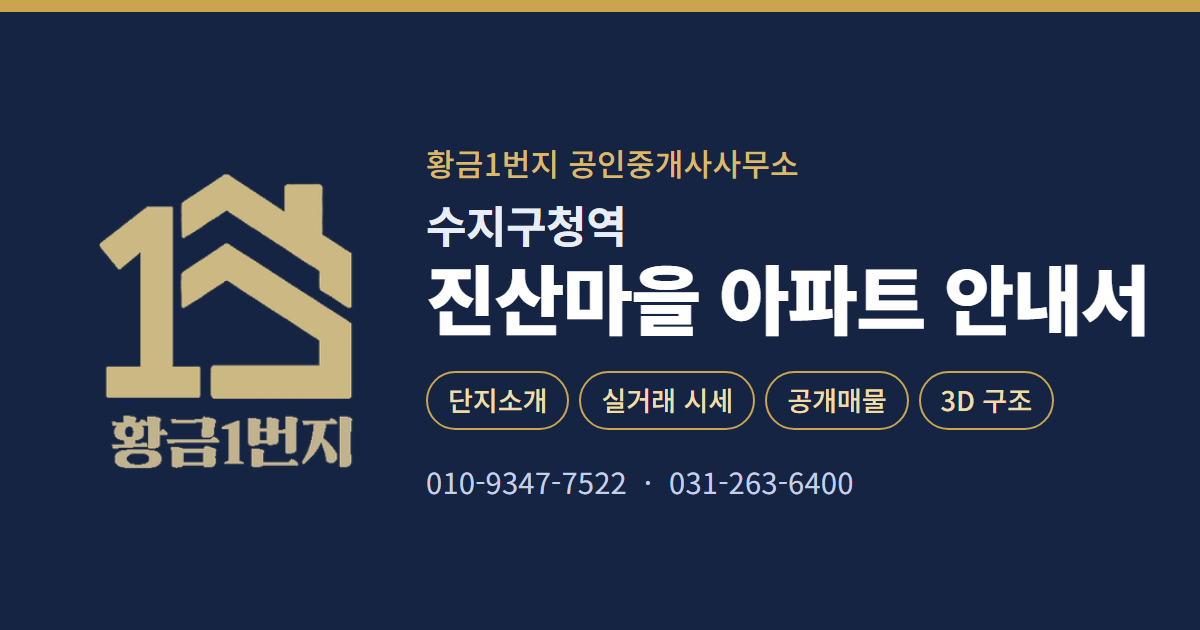 황금1번지
황금1번지 공인중개사사무소
수지구청역
진산마을 아파트 안내서
단지소개 실거래 시세 공개매물 3D 구조
010-9347-7522 · 031-263-6400